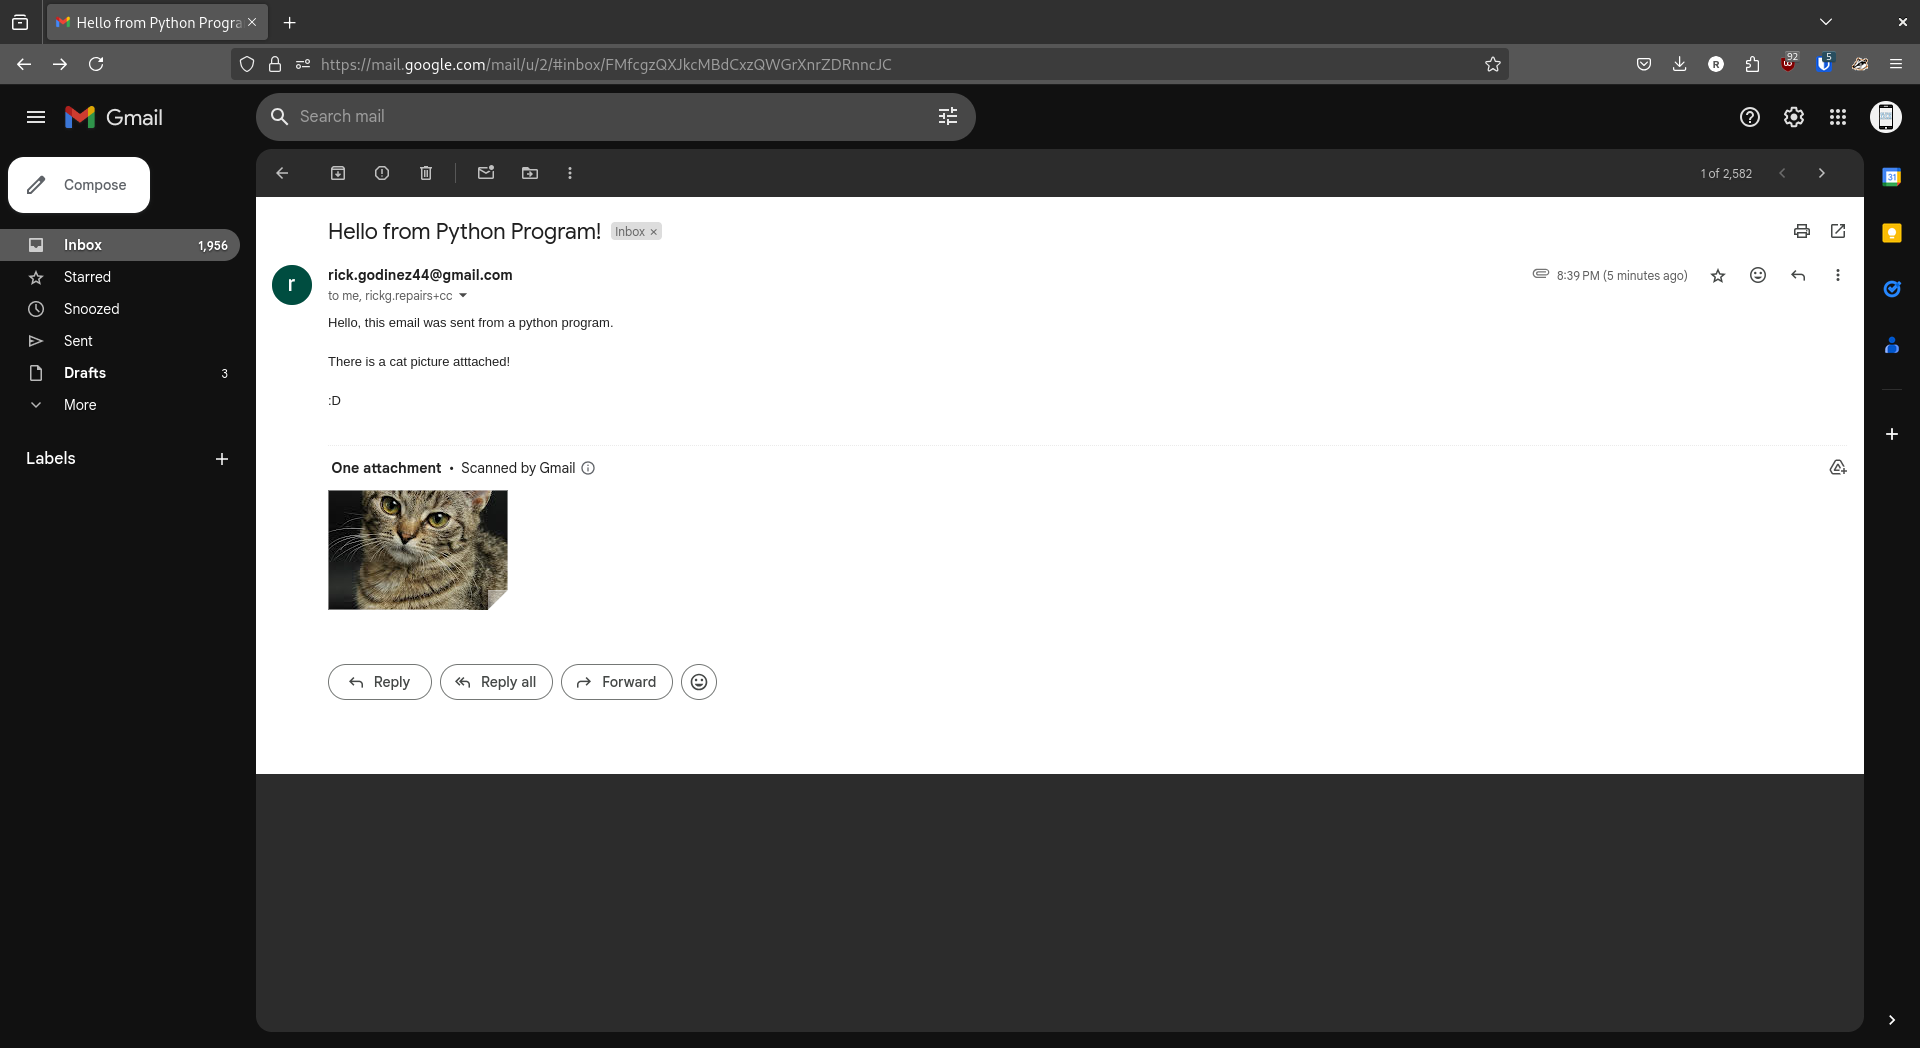 Hello from Python Progra
https://mail.google.com/mail/u/2/#inbox/FMfcgzQXJkcMBdCxzQWGrXnrZDRnncJC
R
92
5
Gmail
Search mail
Compose
1 of 2,582
31
Inbox 1,956
Starred
Snoozed
Sent
Drafts 3
More
Labels
Hello from Python Program! Inbox ×
r
rick.godinez44@gmail.com
8:39 PM (5 minutes ago)
to me, rickg.repairs+cc
Hello, this email was sent from a python program.
There is a cat picture atttached!
:D
One attachment • Scanned by Gmail
Reply
Reply all
Forward